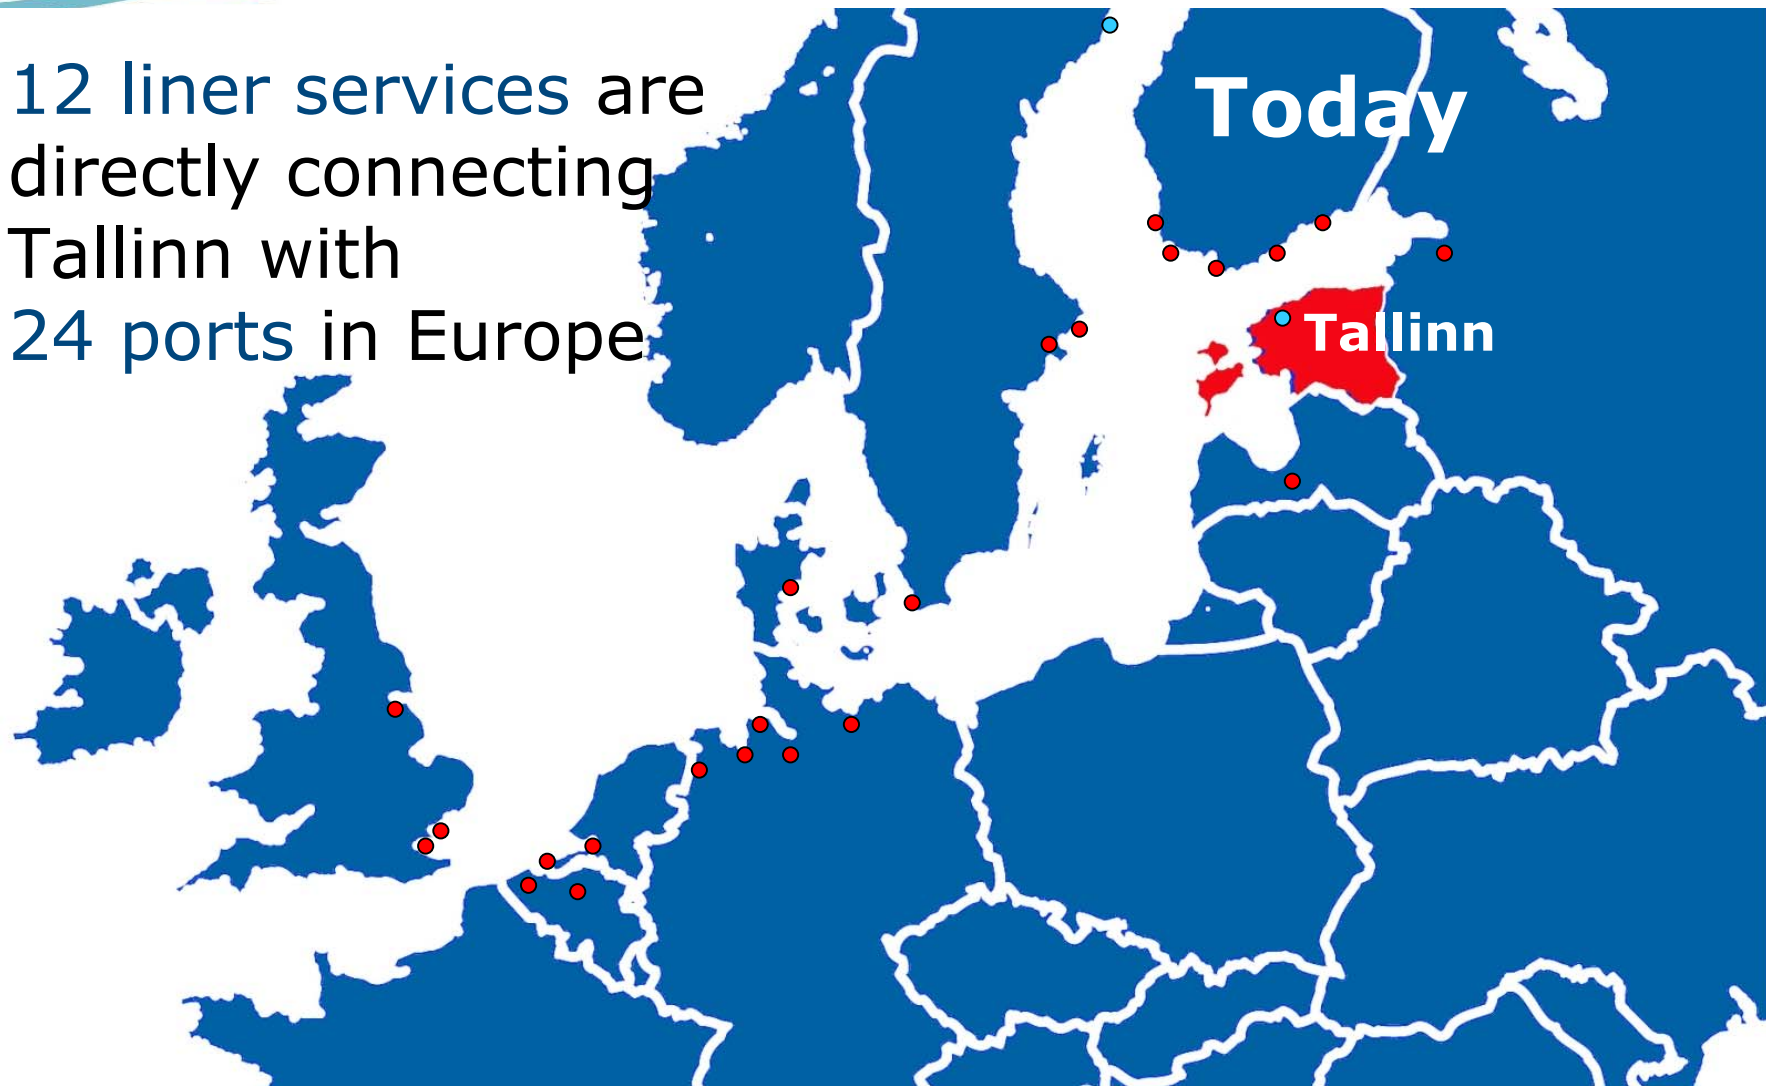 12 liner services are
directly connecting
Tallinn with
24 ports in Europe
Today
Tallinn